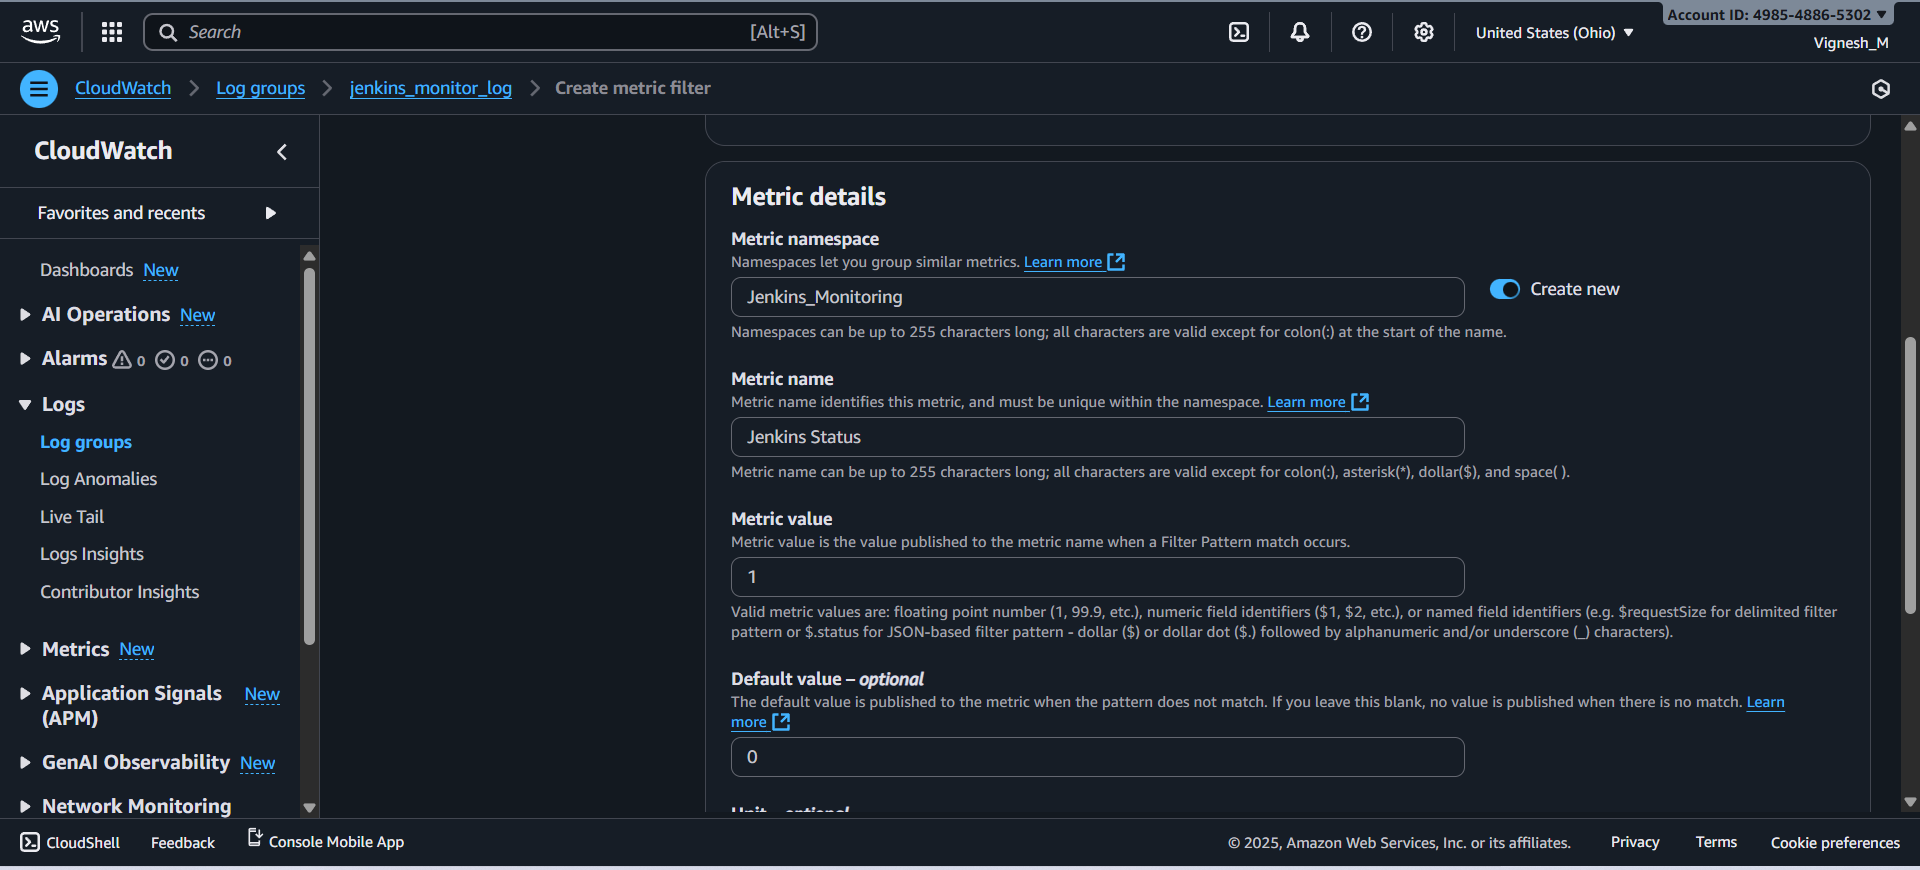 aws
Search
[Alt+S]
United States (Ohio)
Account ID: 4985-4886-5302
Vignesh_M
CloudWatch
Log groups
jenkins_monitor_log
Create metric filter
CloudWatch
Favorites and recents
Dashboards New
AI Operations New
Alarms 0 0 0
Logs
Log groups
Log Anomalies
Live Tail
Logs Insights
Contributor Insights
Metrics New
Application Signals New
(APM)
GenAI Observability New
Network Monitoring
Metric details
Metric namespace
Namespaces let you group similar metrics. Learn more
Jenkins_Monitoring
Create new
Namespaces can be up to 255 characters long; all characters are valid except for colon(:) at the start of the name.
Metric name
Metric name identifies this metric, and must be unique within the namespace. Learn more
Jenkins Status
Metric name can be up to 255 characters long; all characters are valid except for colon(:), asterisk(*), dollar($), and space( ).
Metric value
Metric value is the value published to the metric name when a Filter Pattern match occurs.
1
Valid metric values are: floating point number (1, 99.9, etc.), numeric field identifiers ($1, $2, etc.), or named field identifiers (e.g. $requestSize for delimited filter
pattern or $.status for JSON-based filter pattern - dollar ($) or dollar dot ($.) followed by alphanumeric and/or underscore (_) characters).
Default value – optional
The default value is published to the metric when the pattern does not match. If you leave this blank, no value is published when there is no match. Learn
more
0
Unit – optional
CloudShell
Feedback
Console Mobile App
© 2025, Amazon Web Services, Inc. or its affiliates.
Privacy
Terms
Cookie preferences